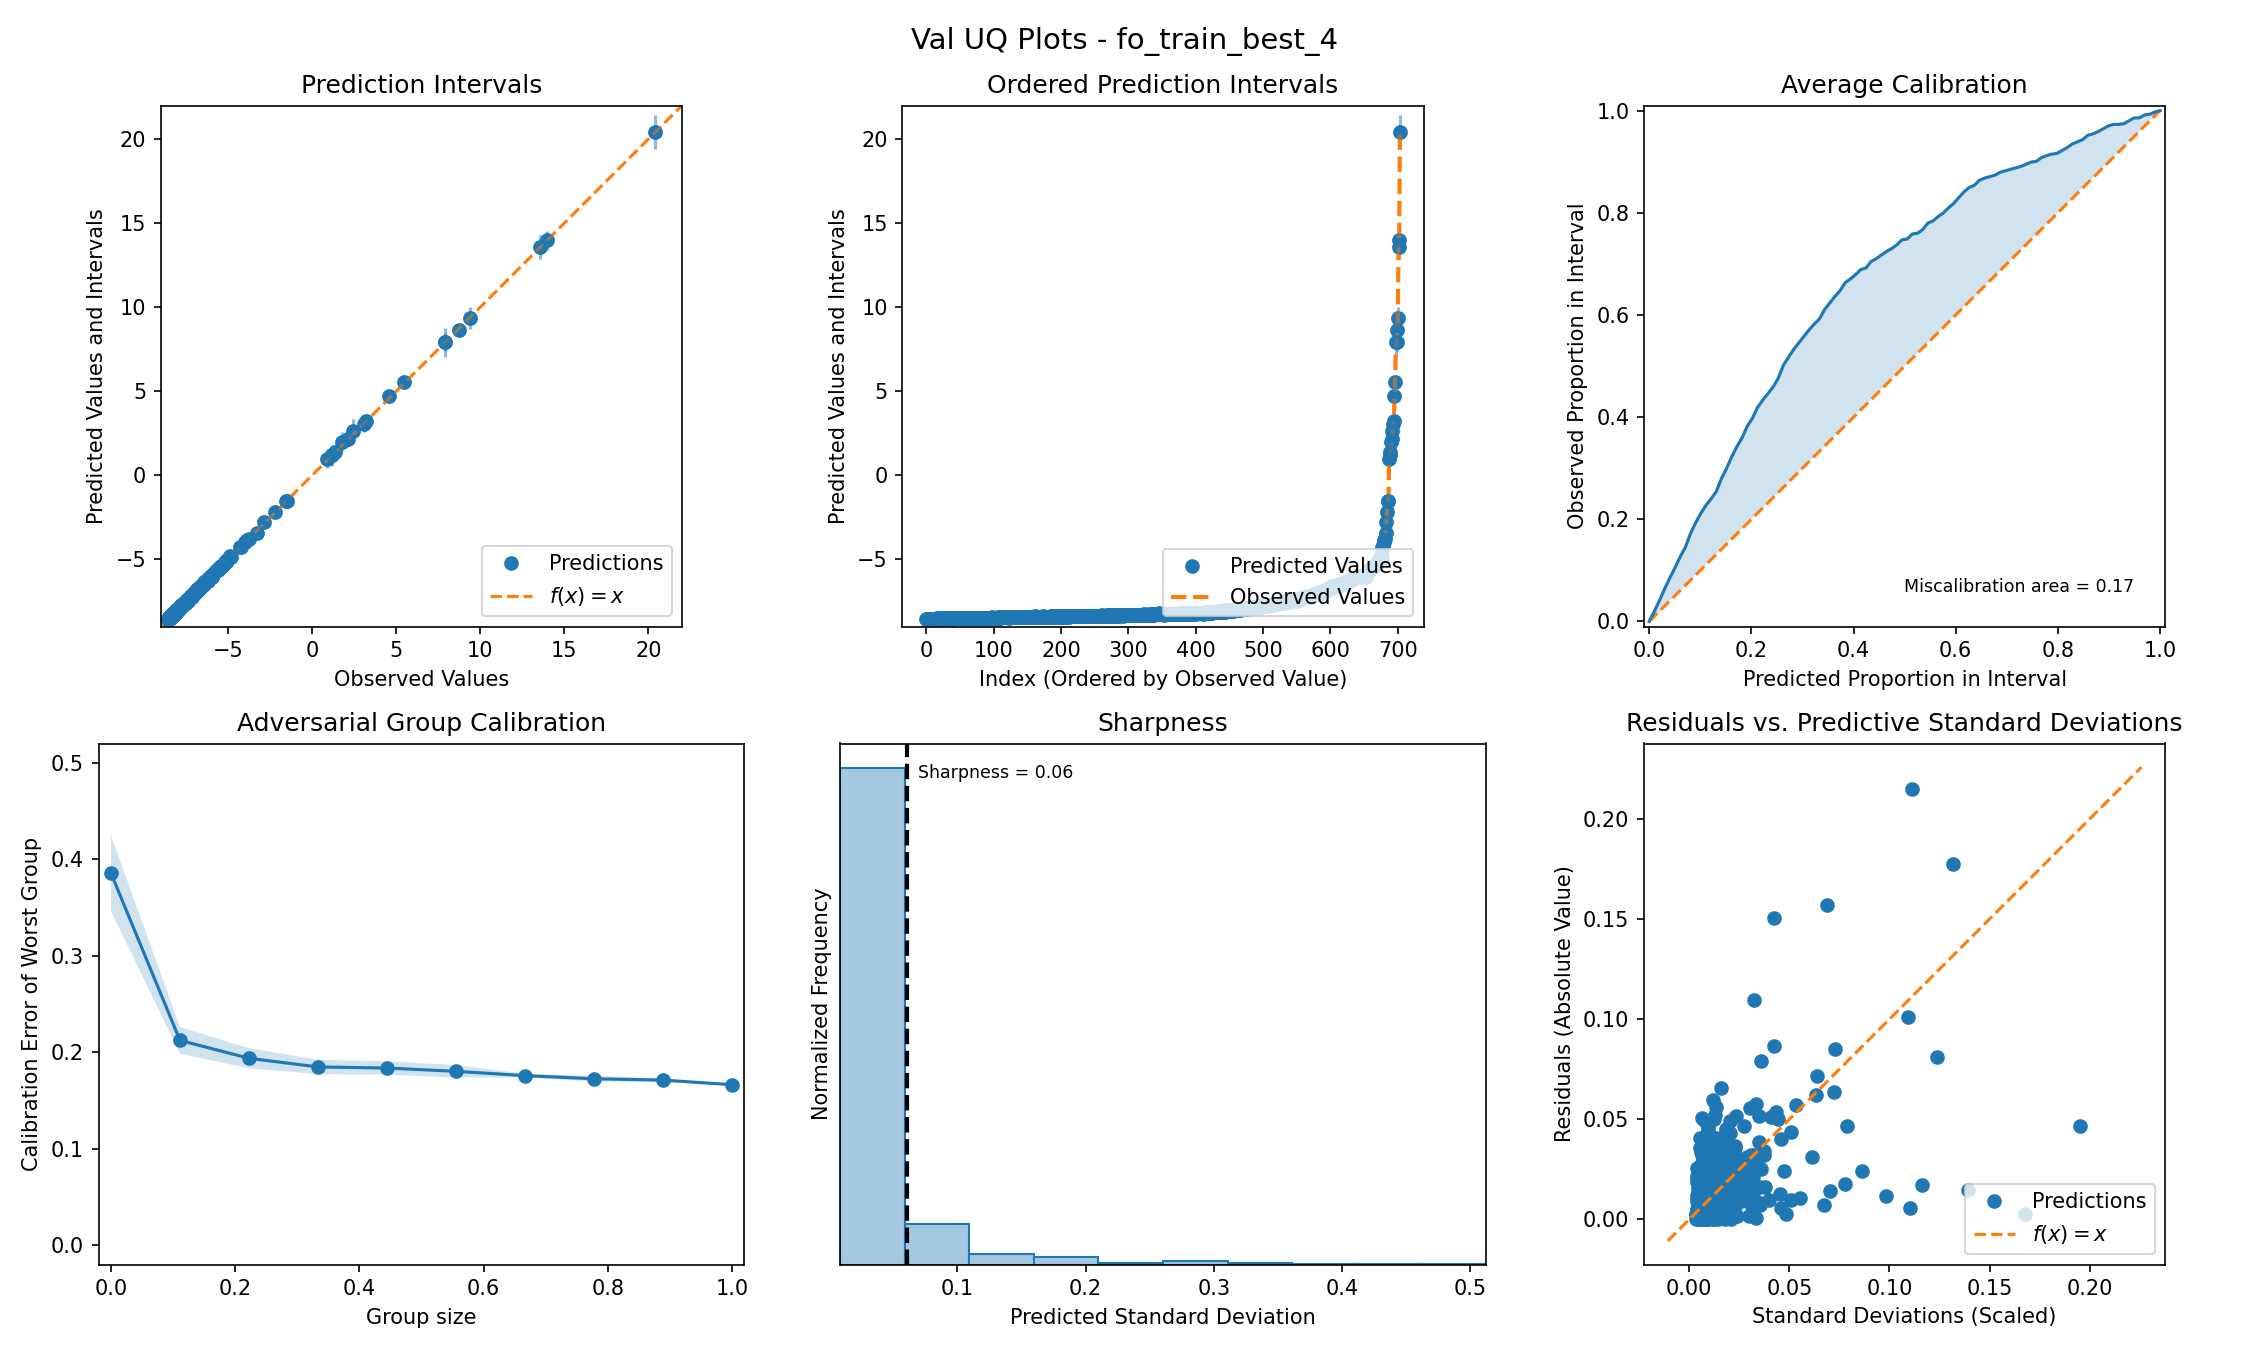 Val UQ Plots - fo_train_best_4
Prediction Intervals
20
15
10
5
0
−5
Predicted Values and Intervals
Predictions
f(x) = x
−5 0 5 10 15 20
Observed Values
Ordered Prediction Intervals
20
15
10
5
0
−5
Predicted Values and Intervals
Predicted Values
Observed Values
0 100 200 300 400 500 600 700
Index (Ordered by Observed Value)
Average Calibration
1.0
0.8
0.6
0.4
0.2
0.0
Observed Proportion in Interval
Miscalibration area = 0.17
0.0 0.2 0.4 0.6 0.8 1.0
Predicted Proportion in Interval
Adversarial Group Calibration
0.5
0.4
0.3
0.2
0.1
0.0
Calibration Error of Worst Group
0.0 0.2 0.4 0.6 0.8 1.0
Group size
Sharpness
Sharpness = 0.06
Normalized Frequency
0.1 0.2 0.3 0.4 0.5
Predicted Standard Deviation
Residuals vs. Predictive Standard Deviations
0.20
0.15
0.10
0.05
0.00
Residuals (Absolute Value)
Predictions
f(x) = x
0.00 0.05 0.10 0.15 0.20
Standard Deviations (Scaled)